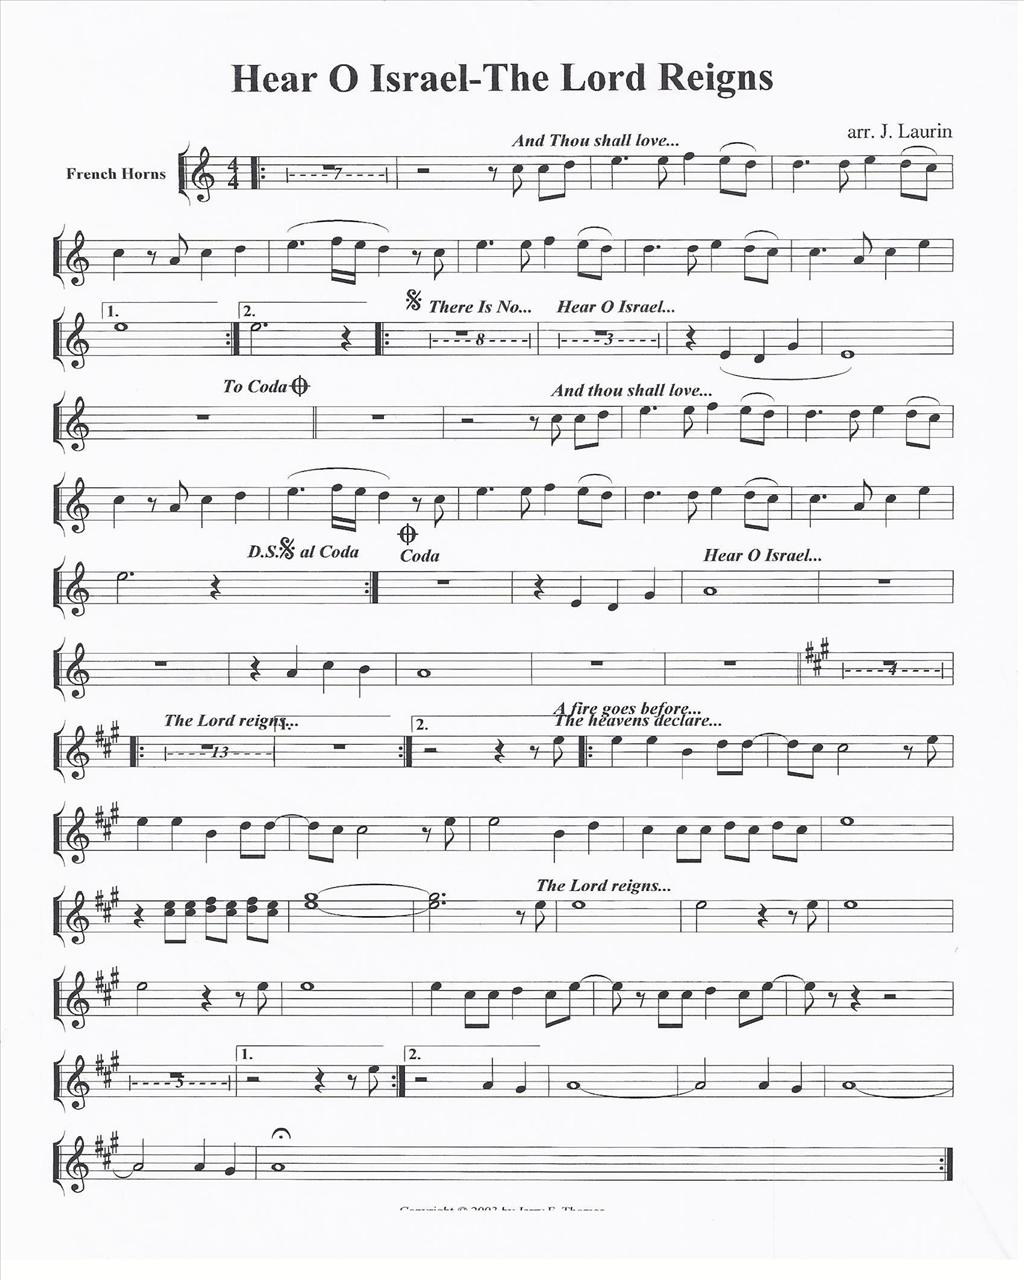 Hear O Israel-The Lord Reigns
arr. J. Laurin
And Thou shall love...
French Horns
4
4
7
1.
2.
There Is No...
Hear O Israel...
8
3
To Coda
And thou shall love...
D.S. al Coda
Coda
Hear O Israel...
4
A fire goes before...
The Lord reigns...
1.
2.
The heavens declare...
13
The Lord reigns...
1.
2.
3
Copyright © 2003 by Jerry E. Thomas